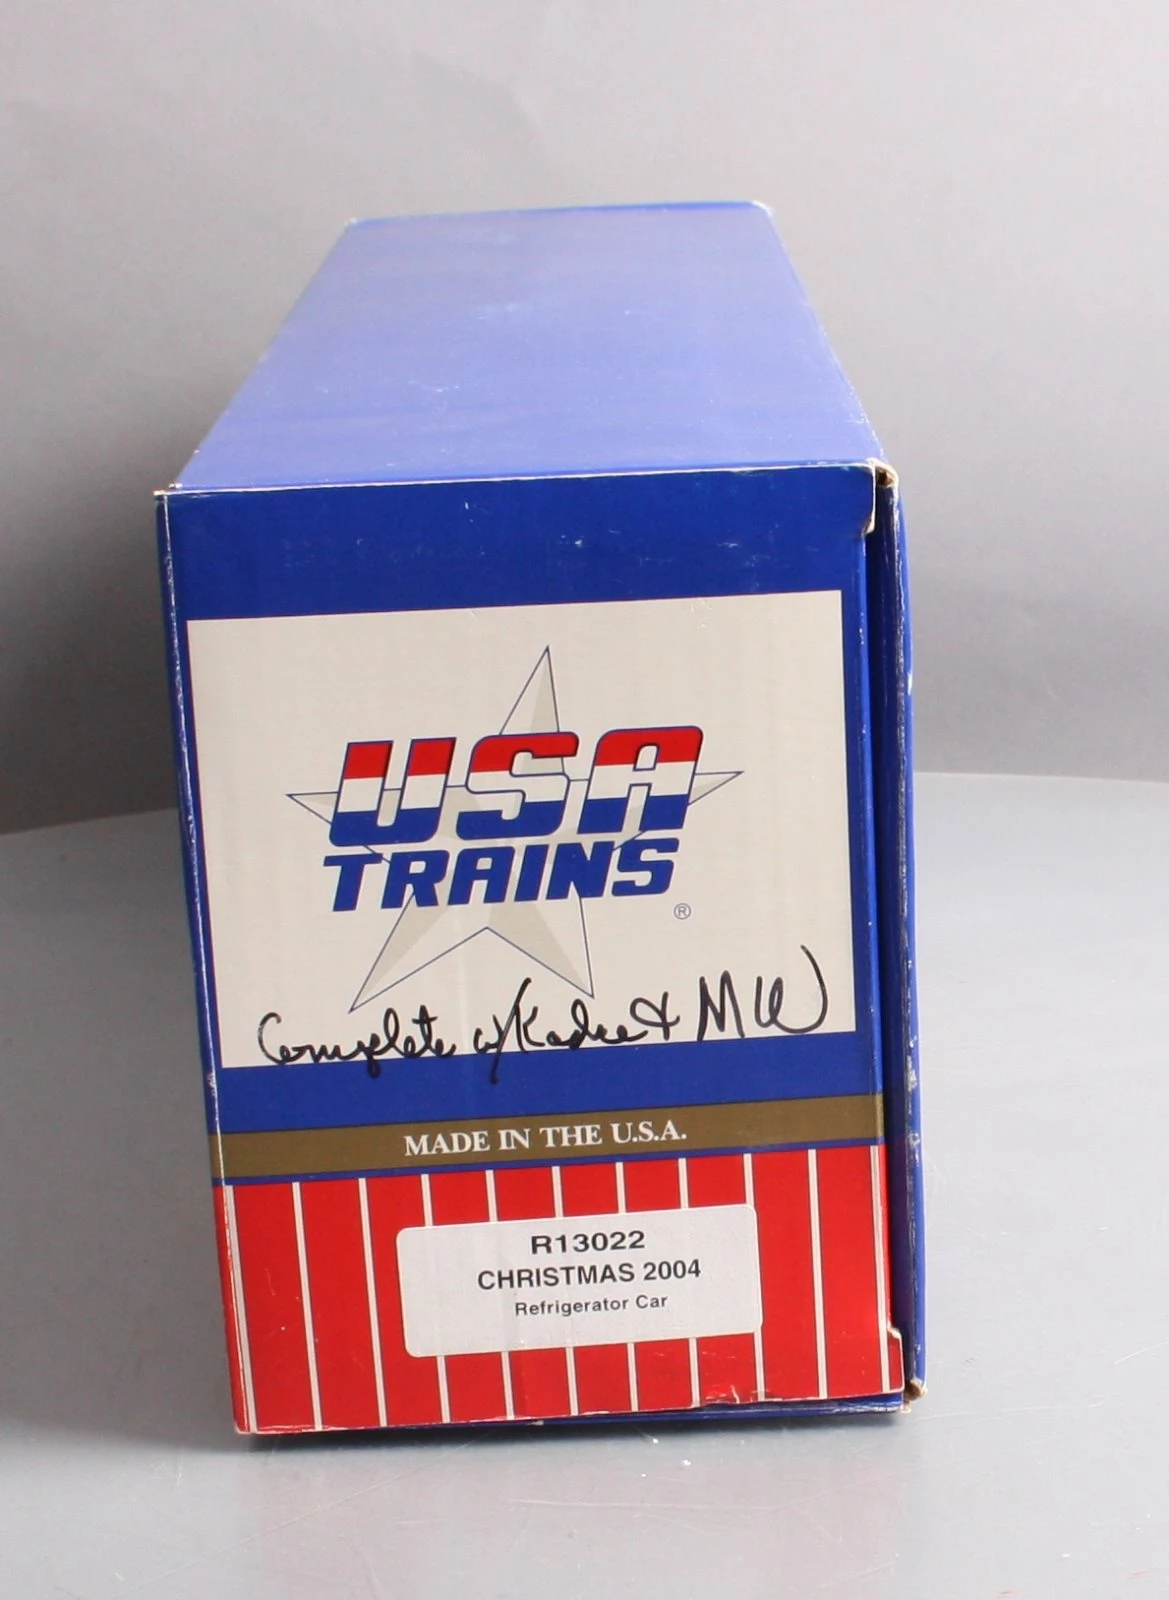 USA
TRAINS
®
Complete w/Kadee & MW
MADE IN THE U.S.A.
R13022
CHRISTMAS 2004
Refrigerator Car